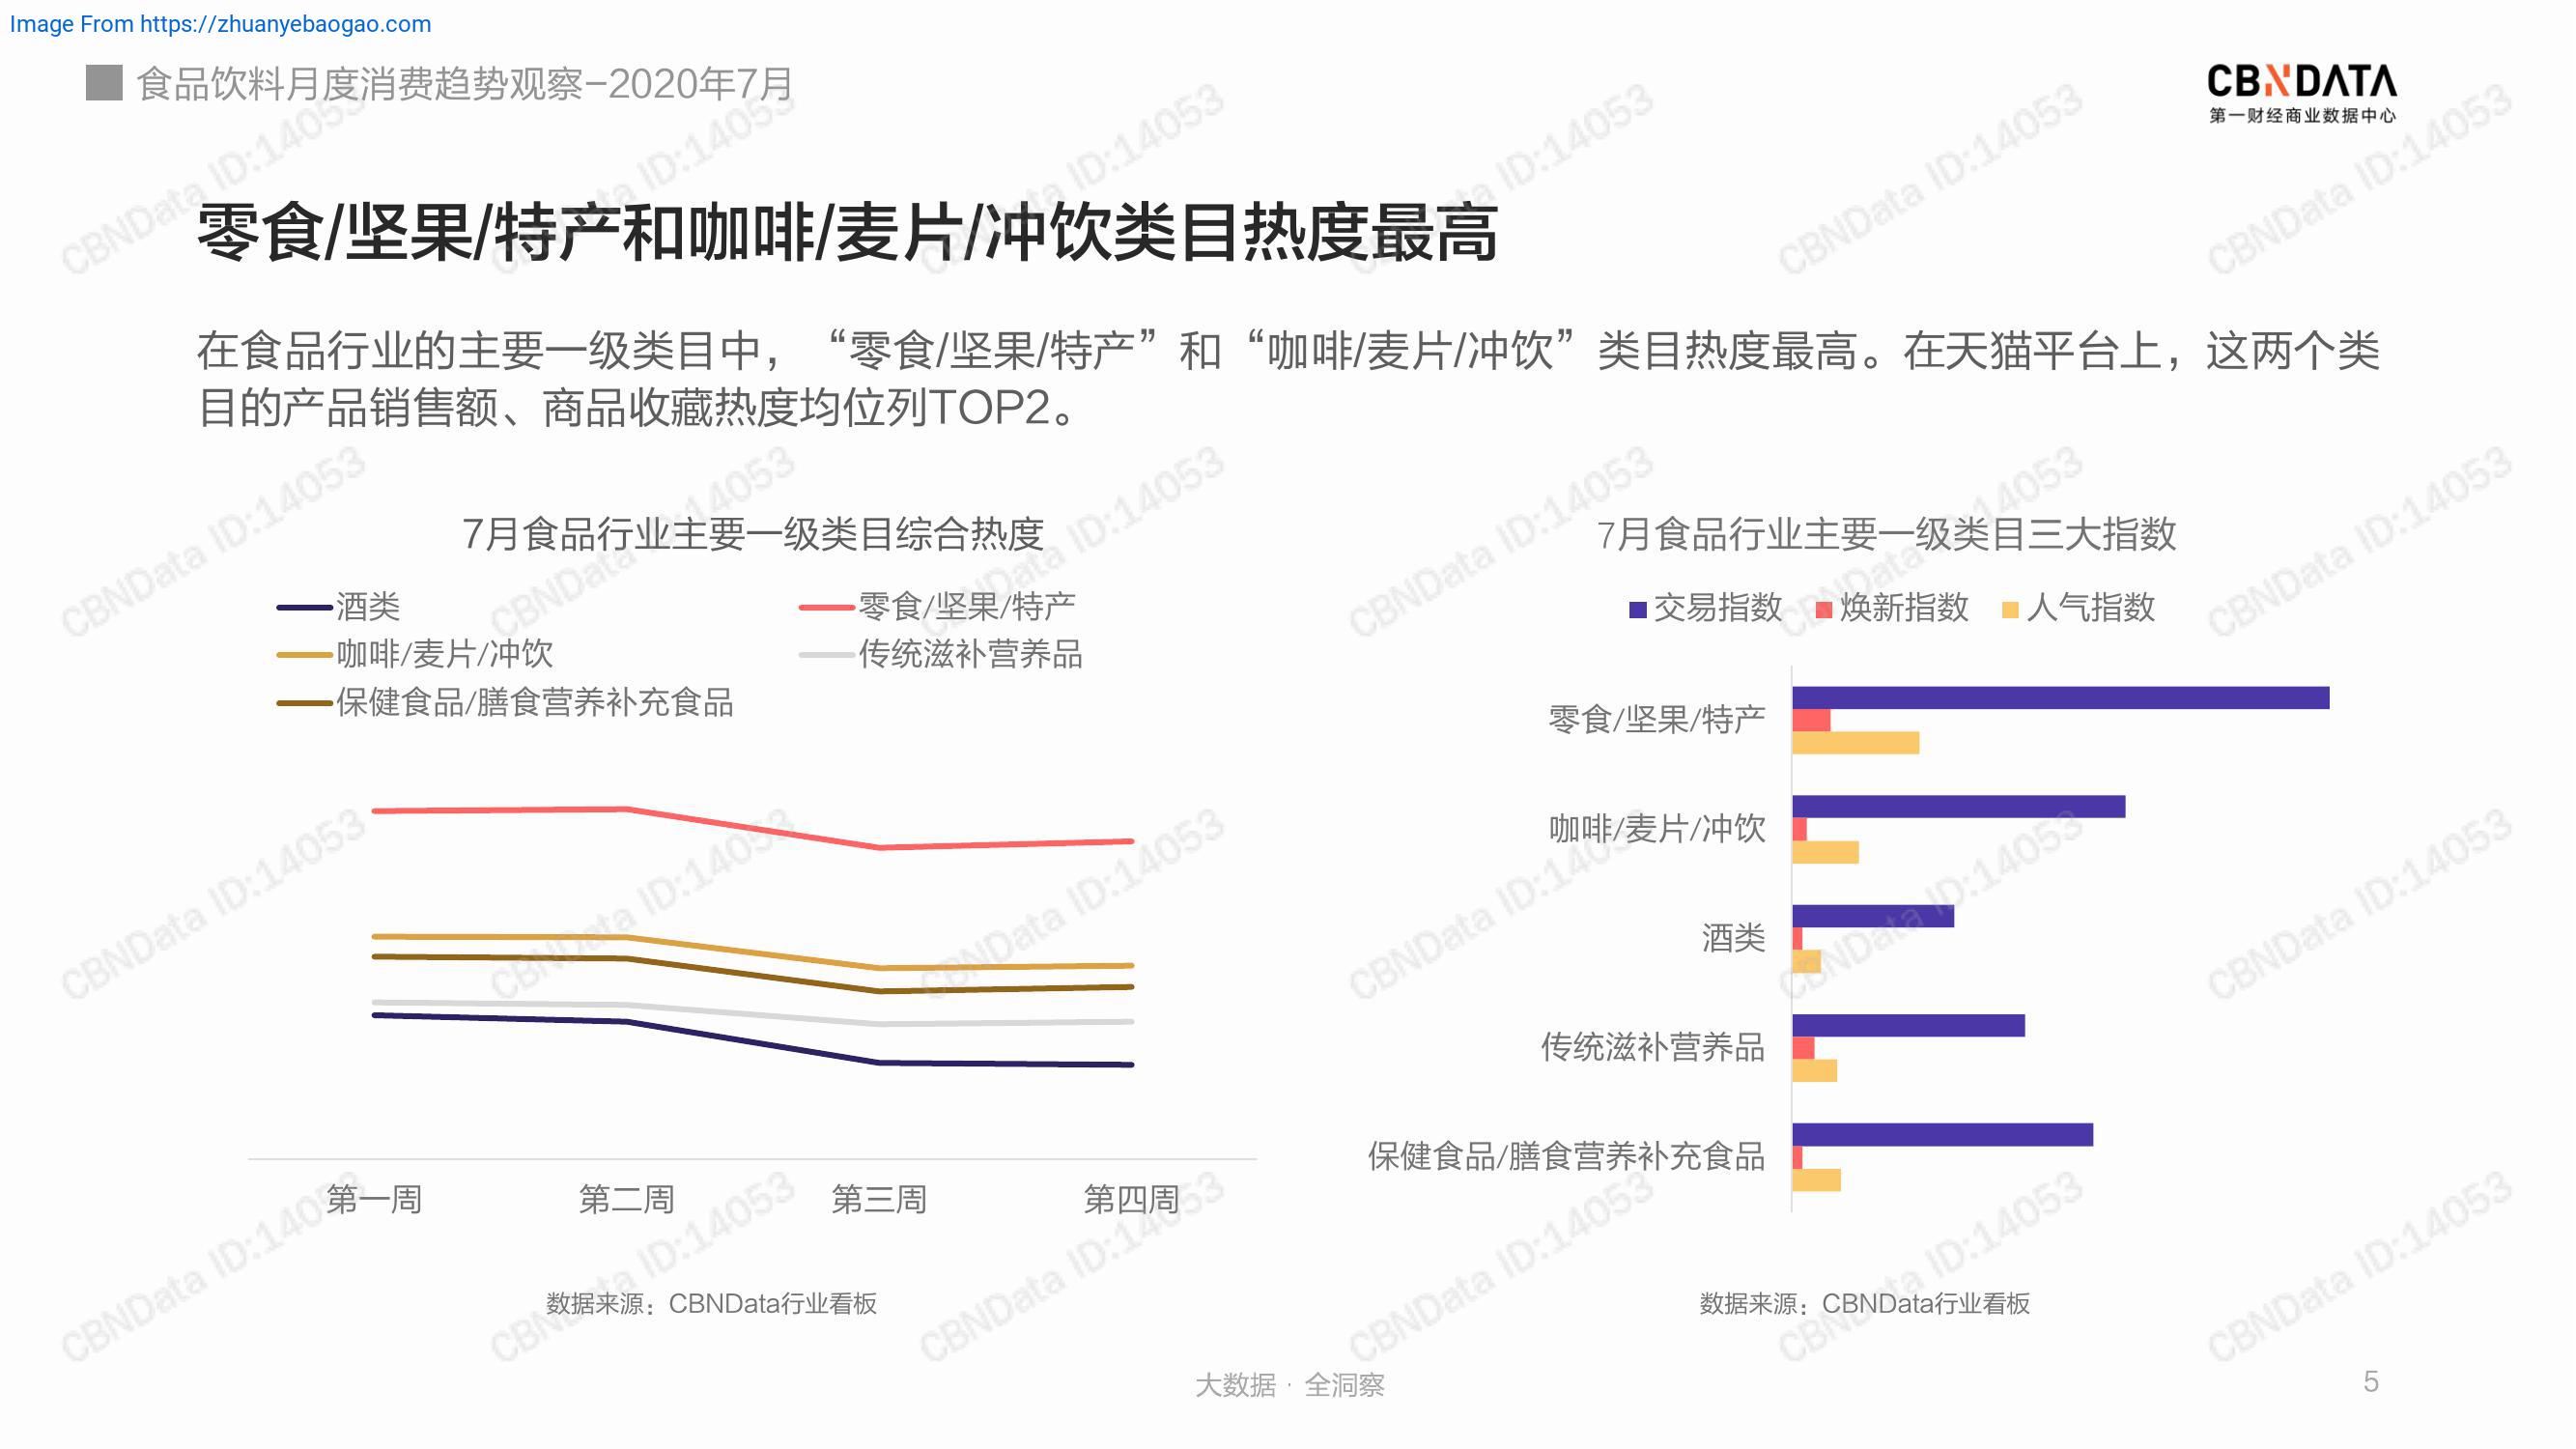 Image From https://zhuanyebaogao.com
食品饮料月度消费趋势观察–2020年7月
CBNDATA
第一财经商业数据中心
零食/坚果/特产和咖啡/麦片/冲饮类目热度最高
在食品行业的主要一级类目中，“零食/坚果/特产”和“咖啡/麦片/冲饮”类目热度最高。在天猫平台上，这两个类
目的产品销售额、商品收藏热度均位列TOP2。
7月食品行业主要一级类目综合热度
酒类
零食/坚果/特产
咖啡/麦片/冲饮
传统滋补营养品
保健食品/膳食营养补充食品
第一周
第二周
第三周
第四周
数据来源：CBNData行业看板
7月食品行业主要一级类目三大指数
交易指数
焕新指数
人气指数
零食/坚果/特产
咖啡/麦片/冲饮
酒类
传统滋补营养品
保健食品/膳食营养补充食品
数据来源：CBNData行业看板
大数据 · 全洞察
5
CBNData ID:14053